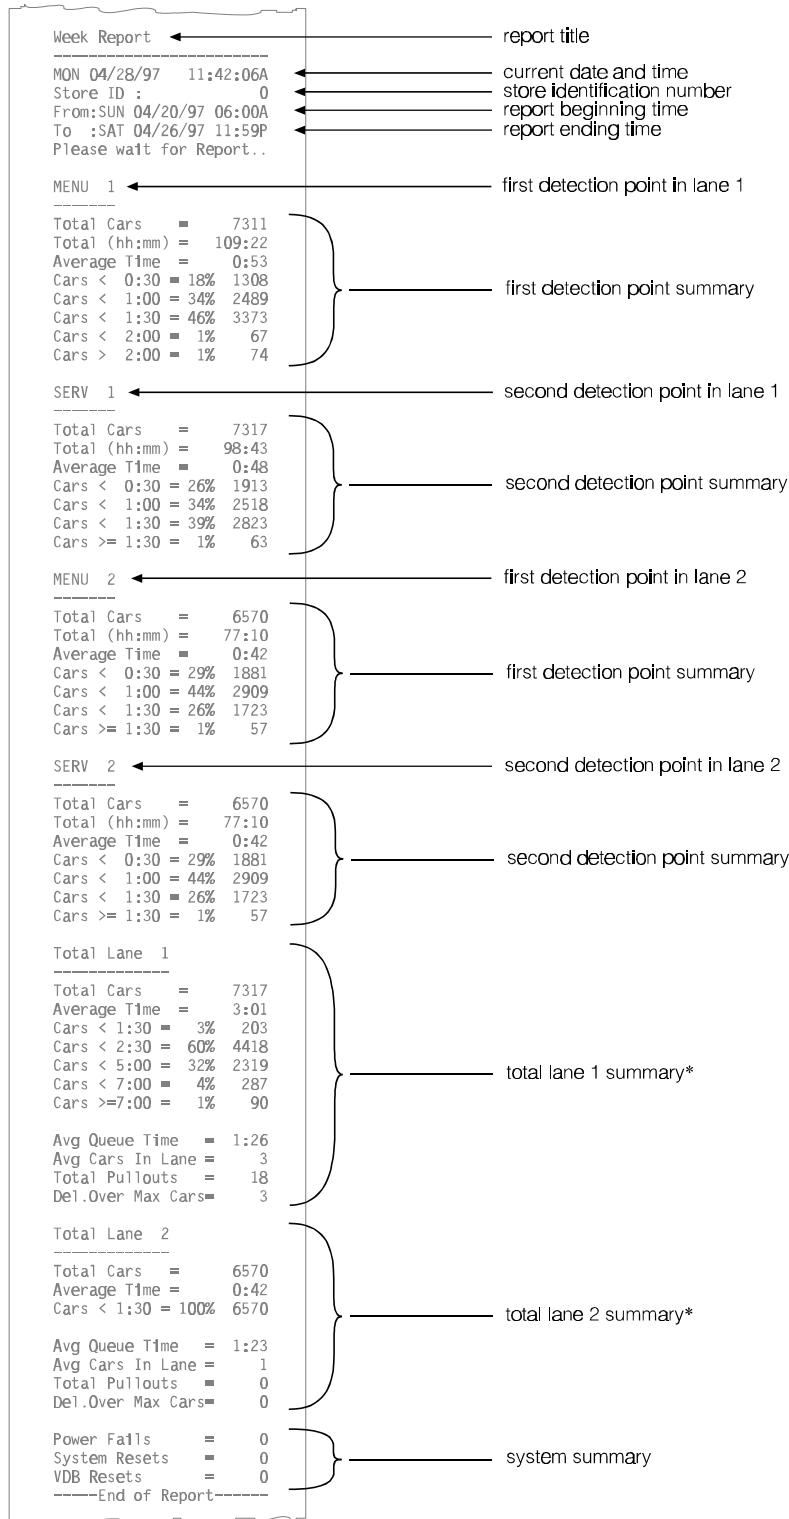 Week Report report title
-------------------------
MON 04/28/97 11:42:06A current date and time
Store ID : 0 store identification number
From:SUN 04/20/97 06:00A report beginning time
To :SAT 04/26/97 11:59P report ending time
Please wait for Report..
MENU 1 first detection point in lane 1
-------
Total Cars = 7311
Total (hh:mm) = 109:22
Average Time = 0:53
Cars < 0:30 = 18% 1308
Cars < 1:00 = 34% 2489 first detection point summary
Cars < 1:30 = 46% 3373
Cars < 2:00 = 1% 67
Cars > 2:00 = 1% 74
SERV 1 second detection point in lane 1
-------
Total Cars = 7317
Total (hh:mm) = 98:43
Average Time = 0:48
Cars < 0:30 = 26% 1913 second detection point summary
Cars < 1:00 = 34% 2518
Cars < 1:30 = 39% 2823
Cars >= 1:30 = 1% 63
MENU 2 first detection point in lane 2
-------
Total Cars = 6570
Total (hh:mm) = 77:10
Average Time = 0:42
Cars < 0:30 = 29% 1881 first detection point summary
Cars < 1:00 = 44% 2909
Cars < 1:30 = 26% 1723
Cars >= 1:30 = 1% 57
SERV 2 second detection point in lane 2
-------
Total Cars = 6570
Total (hh:mm) = 77:10
Average Time = 0:42
Cars < 0:30 = 29% 1881 second detection point summary
Cars < 1:00 = 44% 2909
Cars < 1:30 = 26% 1723
Cars >= 1:30 = 1% 57
Total Lane 1
-------------
Total Cars = 7317
Average Time = 3:01
Cars < 1:30 = 3% 203
Cars < 2:30 = 60% 4418
Cars < 5:00 = 32% 2319 total lane 1 summary*
Cars < 7:00 = 4% 287
Cars >=7:00 = 1% 90
Avg Queue Time = 1:26
Avg Cars In Lane = 3
Total Pullouts = 18
Del.Over Max Cars= 3
Total Lane 2
-------------
Total Cars = 6570
Average Time = 0:42
Cars < 1:30 = 100% 6570 total lane 2 summary*
Avg Queue Time = 1:23
Avg Cars In Lane = 1
Total Pullouts = 0
Del.Over Max Cars= 0
Power Fails = 0
System Resets = 0 system summary
VDB Resets = 0
-----End of Report------